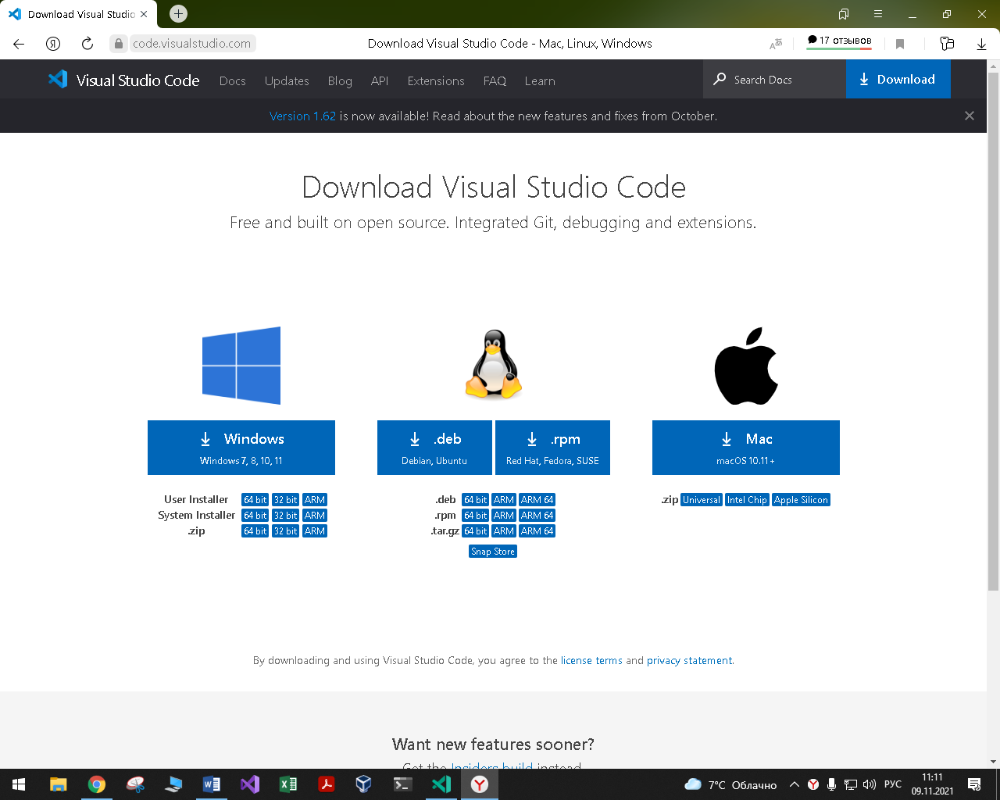 Download Visual Studio
code.visualstudio.com
Download Visual Studio Code - Mac, Linux, Windows
17 отзывов
Visual Studio Code
Docs
Updates
Blog
API
Extensions
FAQ
Learn
Search Docs
Download
Version 1.62 is now available! Read about the new features and fixes from October.
Download Visual Studio Code
Free and built on open source. Integrated Git, debugging and extensions.
Windows
Windows 7, 8, 10, 11
.deb
Debian, Ubuntu
.rpm
Red Hat, Fedora, SUSE
Mac
macOS 10.11+
User Installer 64 bit 32 bit ARM
System Installer 64 bit 32 bit ARM
.zip 64 bit 32 bit ARM
.deb 64 bit ARM ARM 64
.rpm 64 bit ARM ARM 64
.tar.gz 64 bit ARM ARM 64
Snap Store
.zip Universal Intel Chip Apple Silicon
By downloading and using Visual Studio Code, you agree to the license terms and privacy statement.
Want new features sooner?
Get the Insiders build instead
7°C Облачно
РУС
11:11
09.11.2021